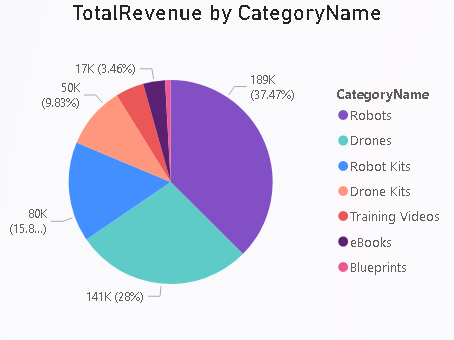 TotalRevenue by CategoryName
17K (3.46%)
50K
(9.83%)
189K
(37.47%)
80K
(15.8...)
141K (28%)
CategoryName
Robots
Drones
Robot Kits
Drone Kits
Training Videos
eBooks
Blueprints